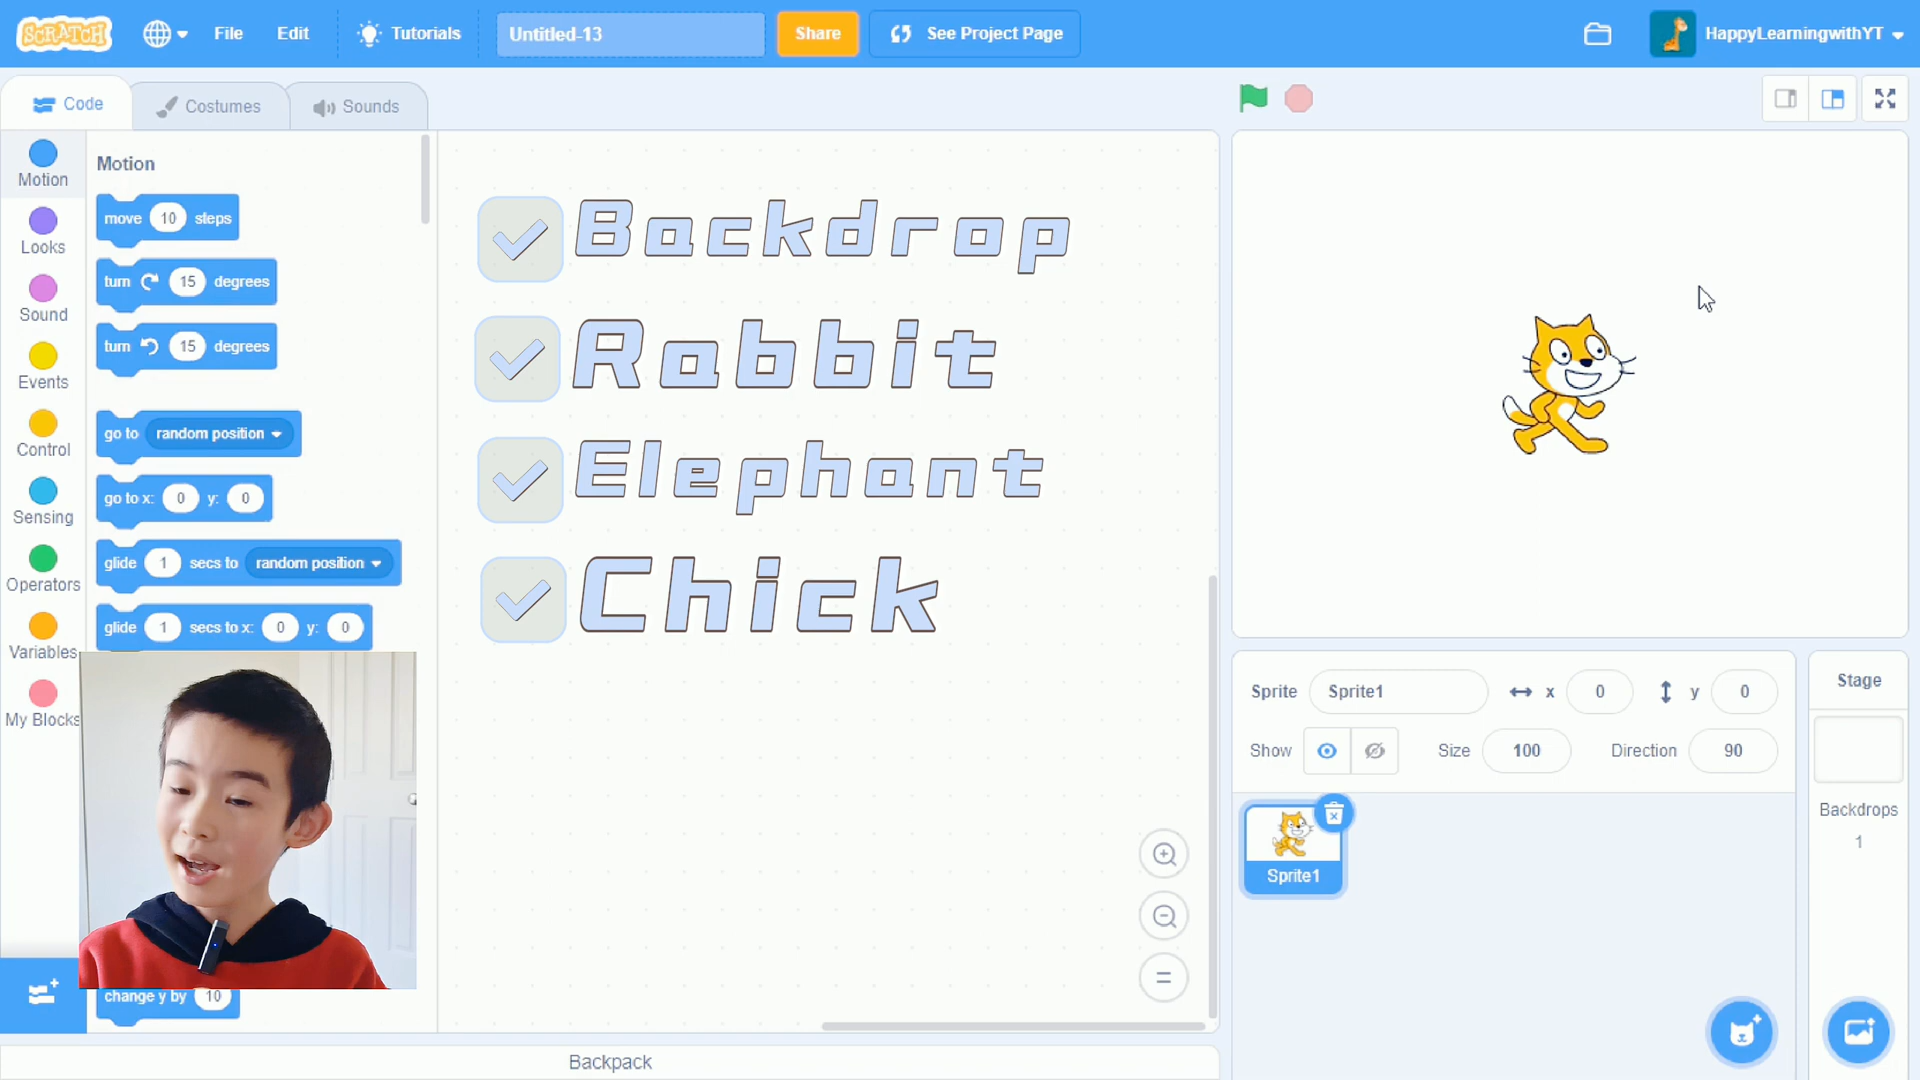 SCRATCH
File
Edit
Tutorials
Untitled-13
Share
See Project Page
HappyLearningwithYT
Code
Costumes
Sounds
Motion
Looks
Sound
Events
Control
Sensing
Operators
Variables
My Blocks
Motion
move 10 steps
turn 15 degrees
turn 15 degrees
go to random position
go to x: 0 y: 0
glide 1 secs to random position
glide 1 secs to x: 0 y: 0
change y by 10
Backdrop
Rabbit
Elephant
Chick
Backpack
Sprite Sprite1 x 0 y 0
Show Size 100 Direction 90
Sprite1
Stage
Backdrops
1